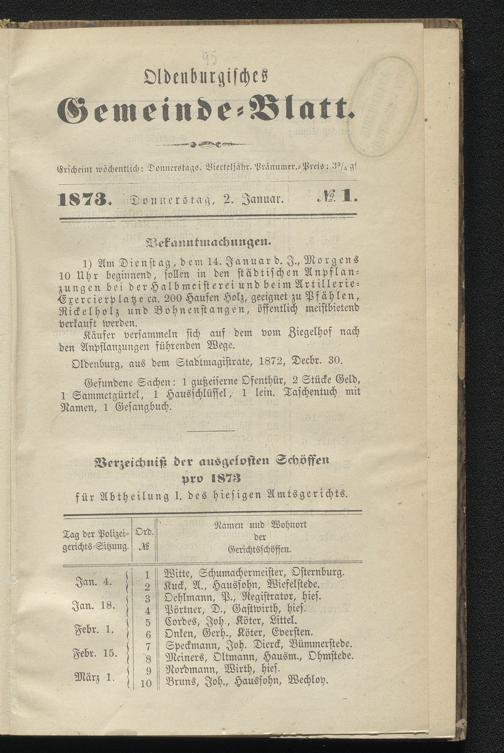 95
Oldenburgisches
Gemeinde-Blatt.
Erscheint wöchentlich: Donnerstags. Vierteljähr. Pränumer.-Preis: 3¾ gr
1873. Donnerstag, 2. Januar. № 1.
Bekanntmachungen.
1) Am Dienstag, dem 14. Januar d. J., Morgens
10 Uhr beginnend, sollen in den städtischen Anpflan-
zungen bei der Halbmeisterei und beim Artillerie-
Exercierplatze ca. 200 Haufen Holz, geeignet zu Pfählen,
Rickelholz und Bohnenstangen, öffentlich meistbietend
verkauft werden.
Käufer versammeln sich auf dem vom Ziegelhof nach
den Anpflanzungen führenden Wege.
Oldenburg, aus dem Stadtmagistrate, 1872, Decbr. 30.
Gefundene Sachen: 1 gußeiserne Ofenthür, 2 Stücke Geld,
1 Sammetgürtel, 1 Hausschlüssel, 1 lein. Taschentuch mit
Namen, 1 Gesangbuch.
Verzeichniß der ausgelosten Schöffen
pro 1873
für Abtheilung I. des hiesigen Amtsgerichts.
Tag der Polizei-
gerichts-Sitzung.
Ord.
№
Namen und Wohnort
der
Gerichtsschöffen.
Jan. 4. { 1 Witte, Schumachermeister, Osternburg.
2 Kuck, A., Haussohn, Wiefelstede.
Jan. 18. { 3 Oehlmann, P., Registrator, hies.
4 Pörtner, D., Gastwirth, hies.
Febr. 1. { 5 Cordes, Joh., Köter, Littel.
6 Onken, Gerh., Köter, Eversten.
Febr. 15. { 7 Speckmann, Joh. Dierk, Bümmerstede.
8 Meiners, Oltmann, Hausm., Ohmstede.
März 1. { 9 Nordmann, Wirth, hies.
10 Bruns, Joh., Haussohn, Wechloy.